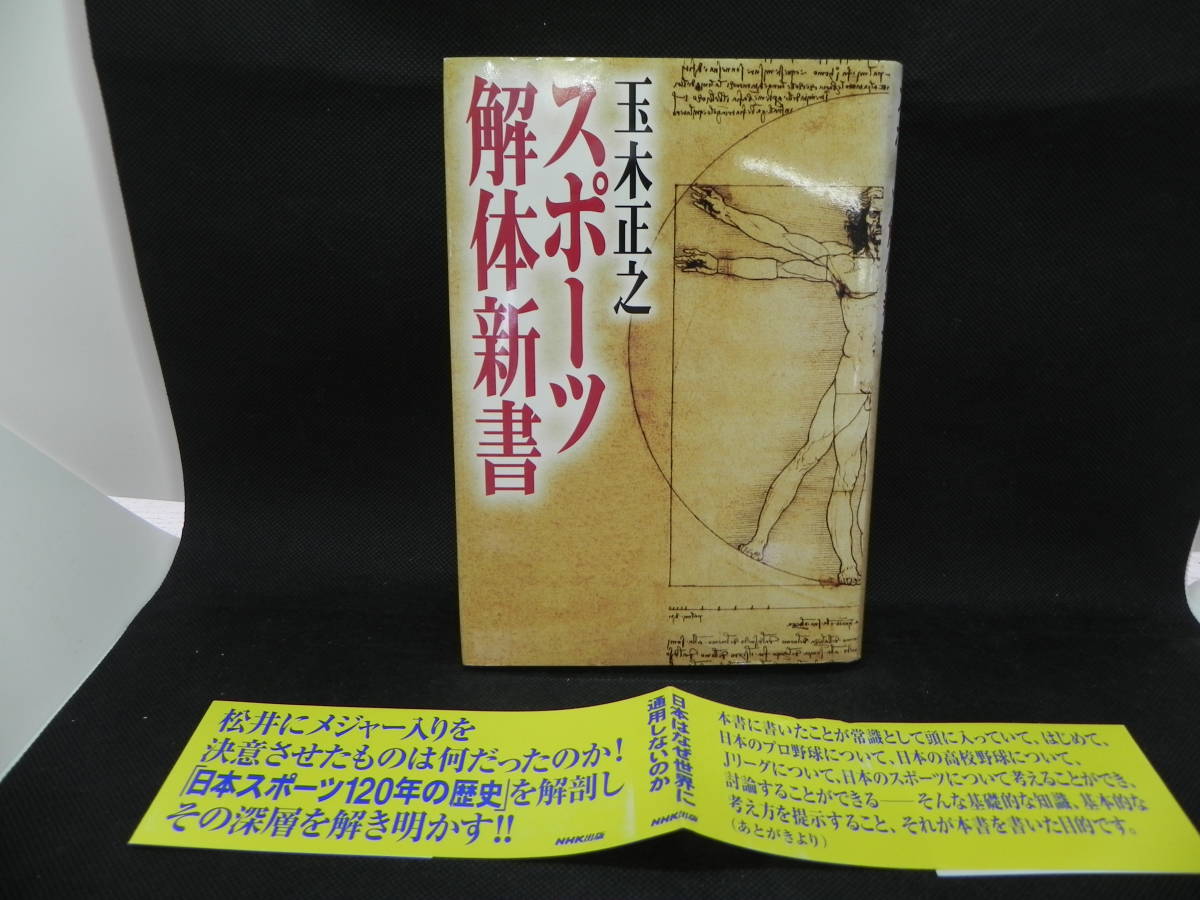 玉木正之
スポーツ
解体新書
松井にメジャー入りを
決意させたものは何だったのか!
「日本スポーツ120年の歴史」を解剖し
その深層を解き明かす!!
NHK出版
日本はなぜ世界に
通用しないのか
NHK出版
本書に書いたことが常識として頭に入っていて、はじめて、
日本のプロ野球について、日本の高校野球について、
Jリーグについて、日本のスポーツについて考えることができ、
討論することができる——そんな基礎的な知識、基本的な
考え方を提示すること、それが本書を書いた目的です。
(あとがきより)